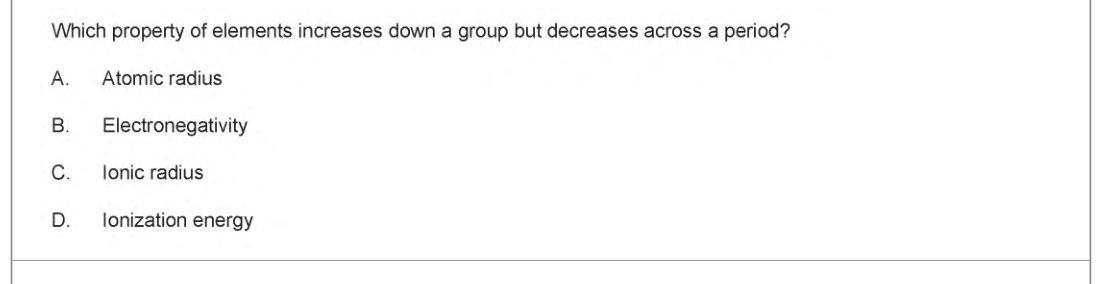 Which property of elements increases down a group but decreases across a period?
A. Atomic radius
B. Electronegativity
C. Ionic radius
D. Ionization energy